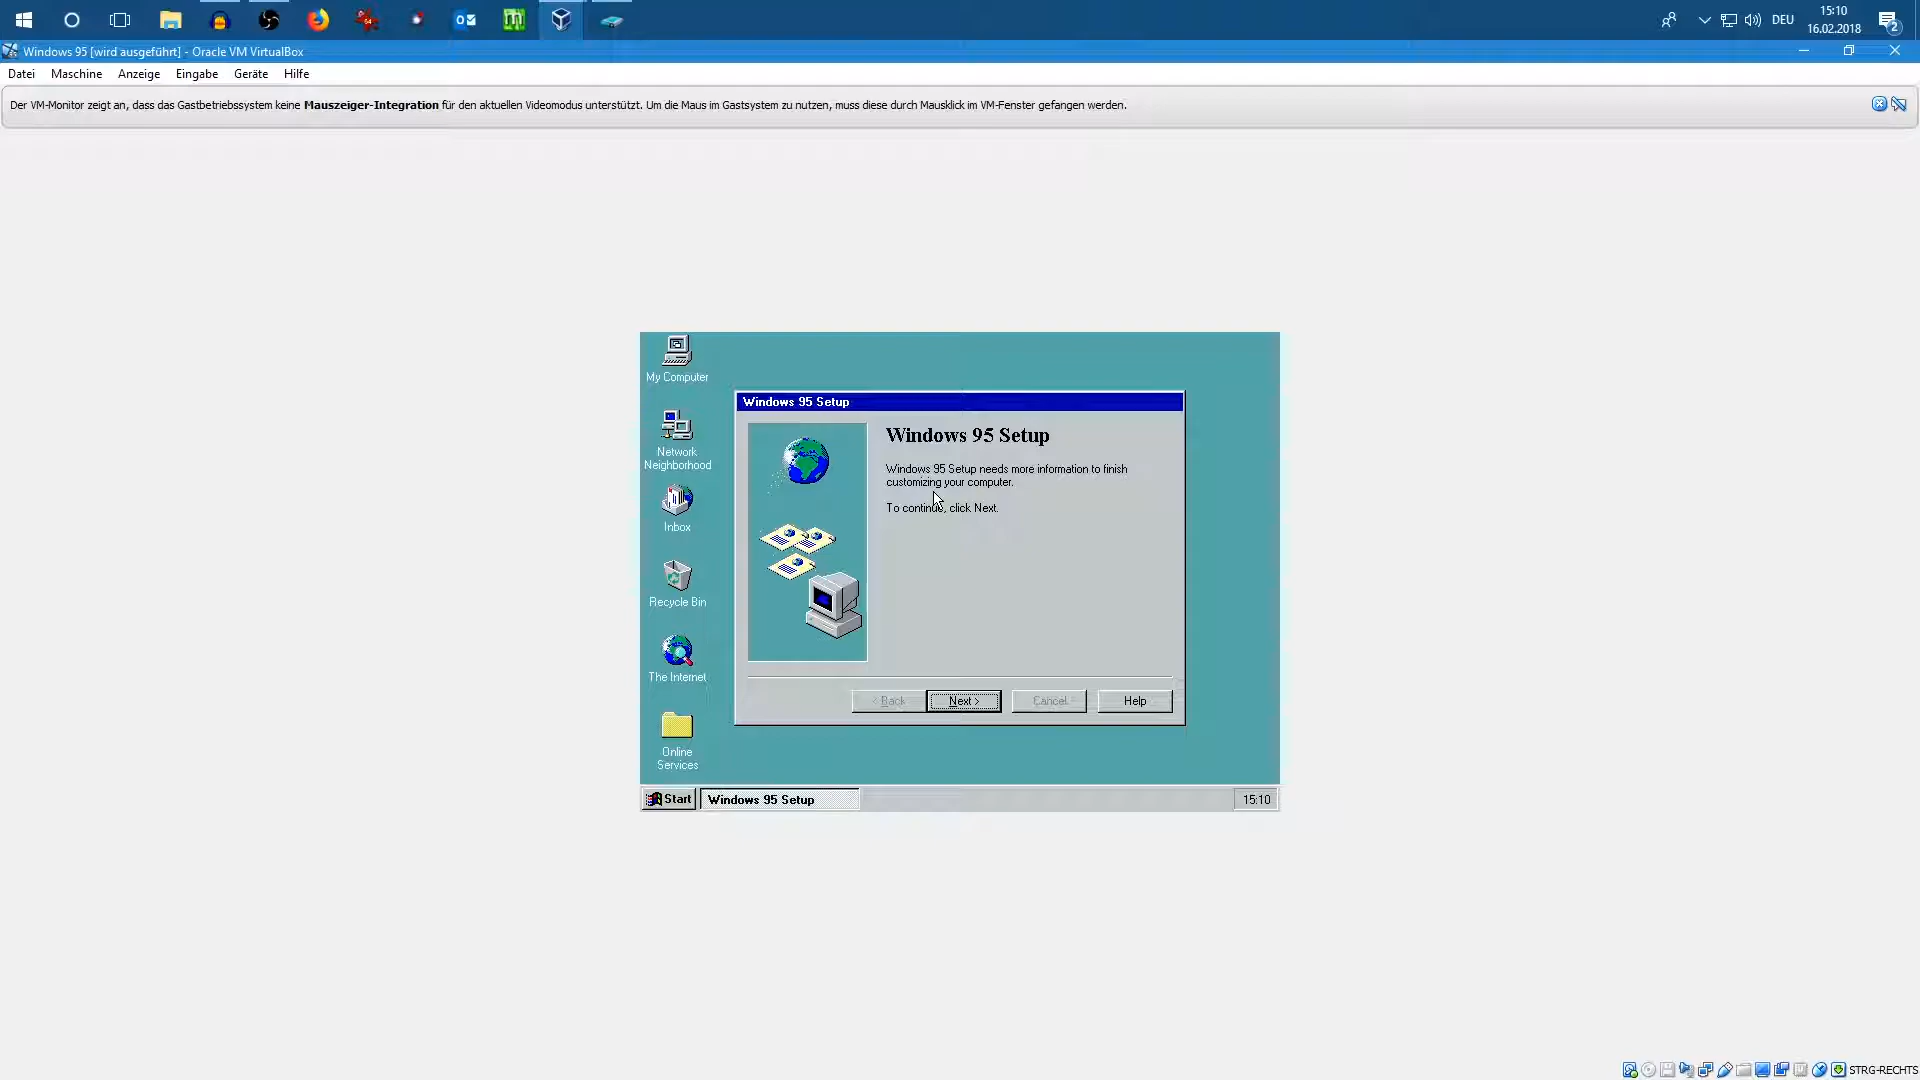 DEU
15:10
16.02.2018
2
64
Windows 95 [wird ausgeführt] - Oracle VM VirtualBox
Datei Maschine Anzeige Eingabe Geräte Hilfe
Der VM-Monitor zeigt an, dass das Gastbetriebssystem keine Mauszeiger-Integration für den aktuellen Videomodus unterstützt. Um die Maus im Gastsystem zu nutzen, muss diese durch Mausklick im VM-Fenster gefangen werden.
My Computer
Network
Neighborhood
Inbox
Recycle Bin
The Internet
Online
Services
Windows 95 Setup
Windows 95 Setup
Windows 95 Setup needs more information to finish
customizing your computer.
To continue, click Next.
< Back Next > Cancel Help
Start Windows 95 Setup 15:10
STRG-RECHTS